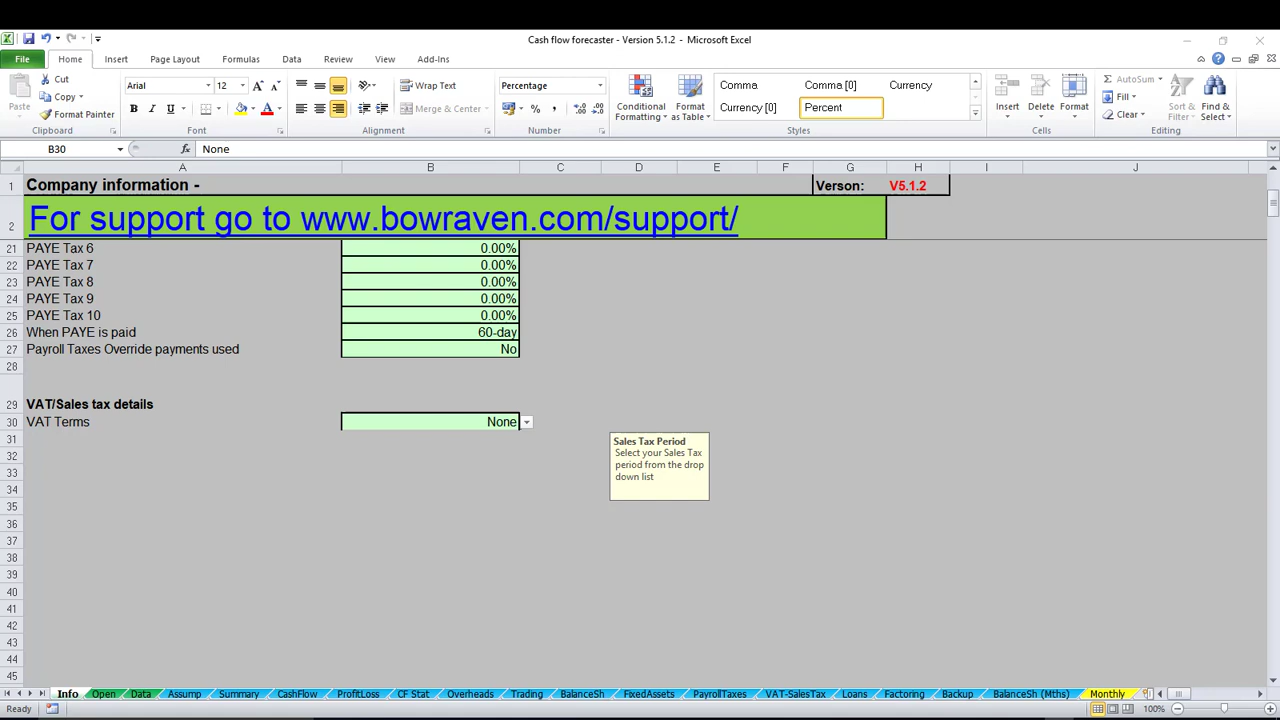 Cash flow forecaster - Version 5.1.2 - Microsoft Excel
File Home Insert Page Layout Formulas Data Review View Add-Ins
Cut
Copy
Format Painter
Paste
Clipboard
Arial 12
B I U
Font
Wrap Text
Merge & Center
Alignment
Percentage
% ,
Number
Conditional Formatting
Format as Table
Comma Comma [0] Currency
Currency [0] Percent
Styles
Insert Delete Format
Cells
AutoSum
Fill
Clear
Sort & Filter
Find & Select
Editing
B30 fx None
A B C D E F G H I J
1 Company information - Verson: V5.1.2
2 For support go to www.bowraven.com/support/
21 PAYE Tax 6 0.00%
22 PAYE Tax 7 0.00%
23 PAYE Tax 8 0.00%
24 PAYE Tax 9 0.00%
25 PAYE Tax 10 0.00%
26 When PAYE is paid 60-day
27 Payroll Taxes Override payments used No
28
29 VAT/Sales tax details
30 VAT Terms None
31
32
33
34
35
36
37
38
39
40
41
42
43
44
45
Sales Tax Period
Select your Sales Tax
period from the drop
down list
Info Open Data Assump Summary CashFlow ProfitLoss CF Stat Overheads Trading BalanceSh FixedAssets PayrollTaxes VAT-SalesTax Loans Factoring Backup BalanceSh (Mths) Monthly
Ready 100%